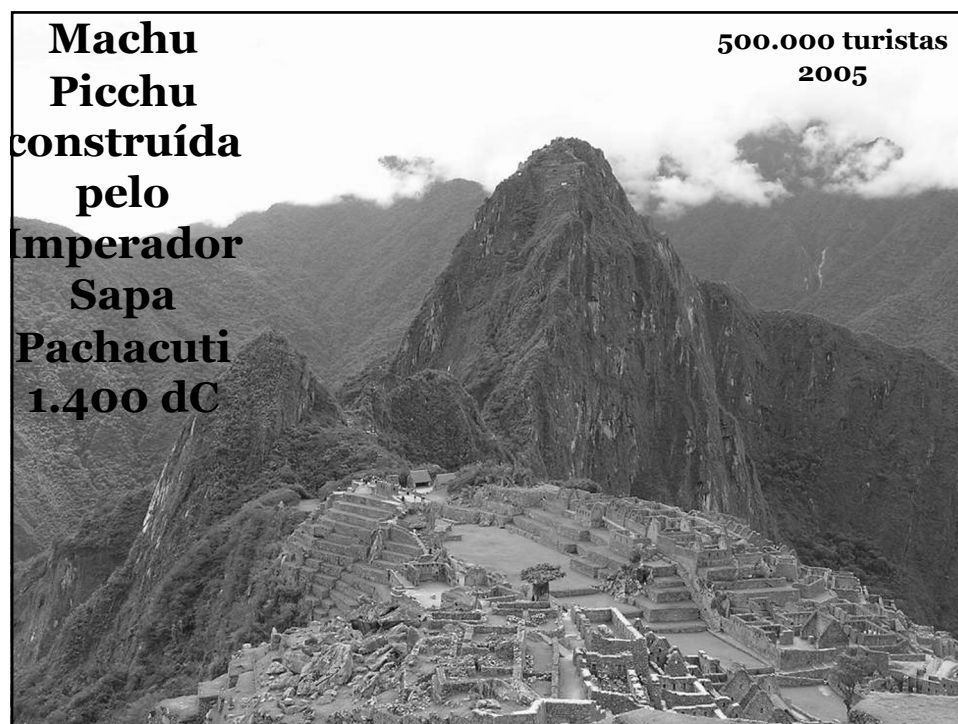 Machu
Picchu
construída
pelo
Imperador
Sapa
Pachacuti
1.400 dC
500.000 turistas
2005